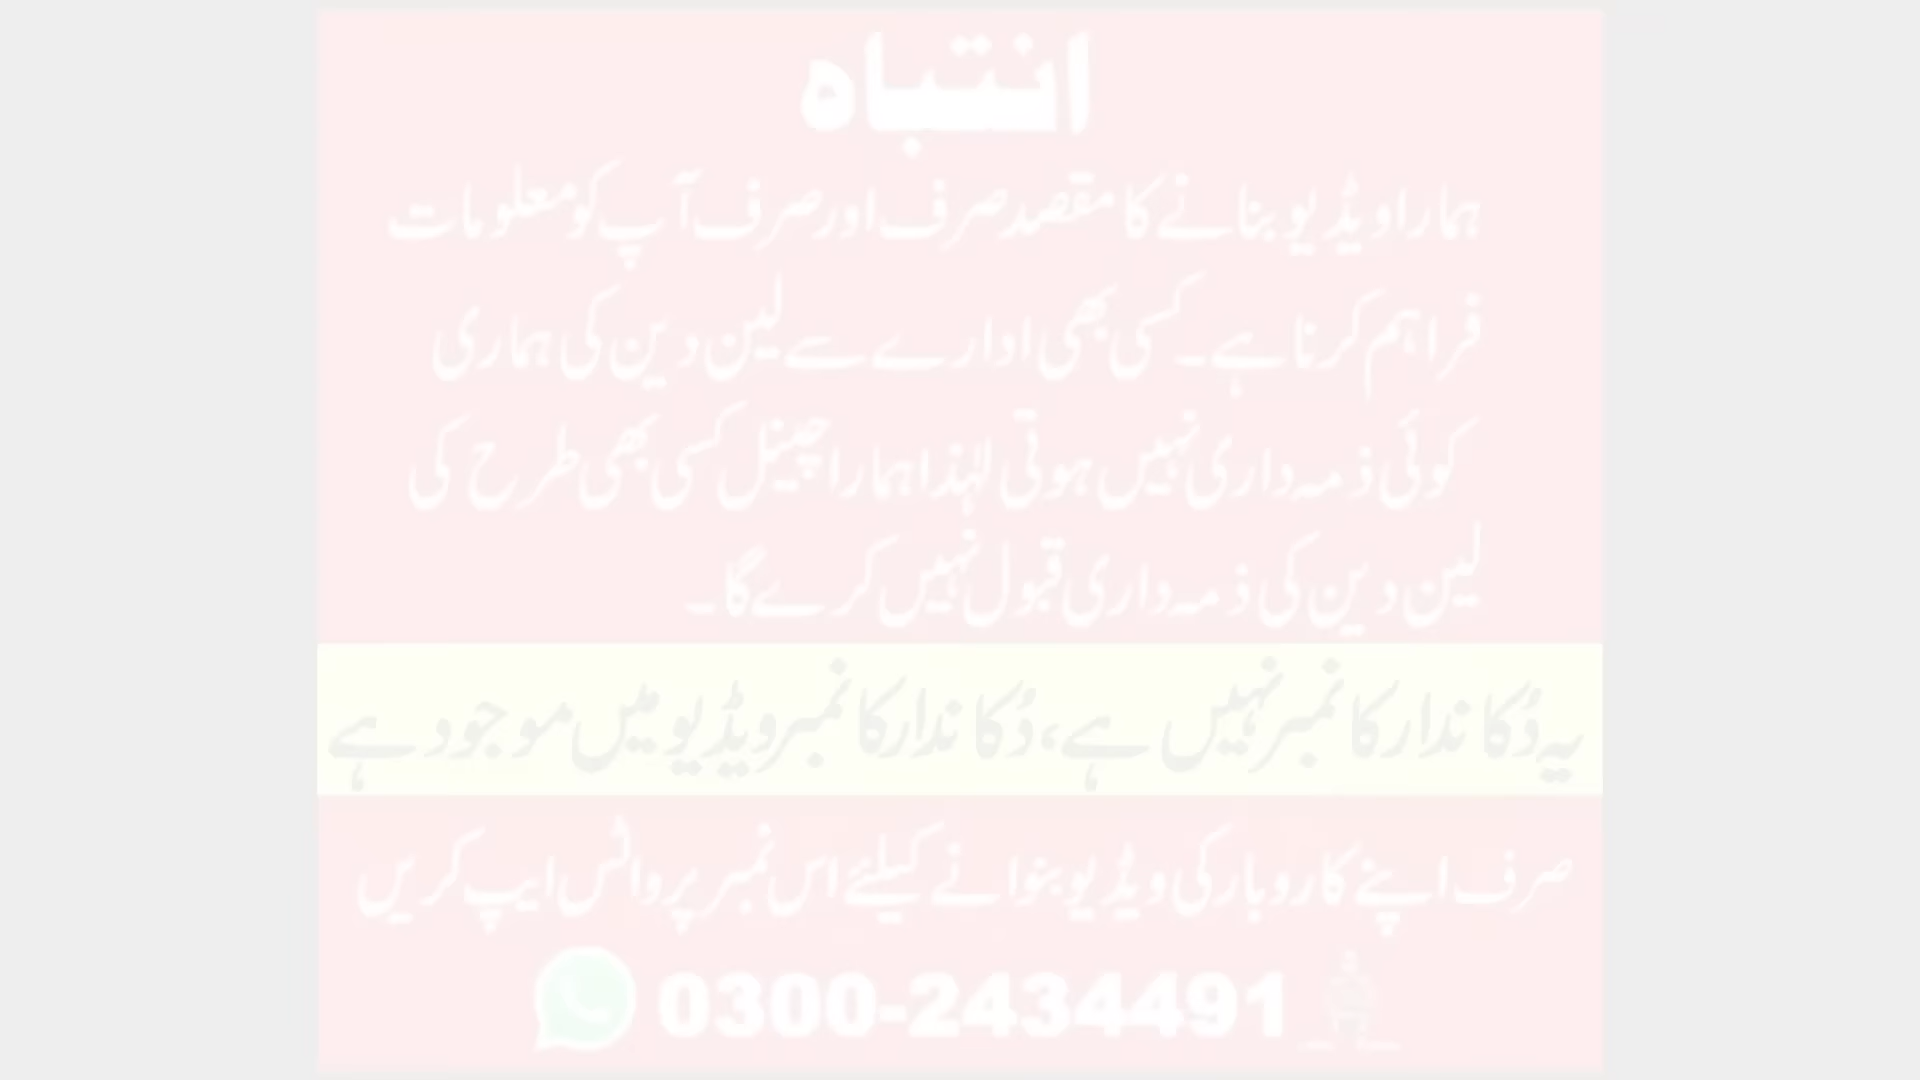 انتباہ
ہمارا ویڈیو بنانے کا مقصد صرف اور صرف آپ کو معلومات
فراہم کرنا ہے۔ کسی بھی ادارے سے لین دین کی ہماری
کوئی ذمہ داری نہیں ہوتی لہٰذا ہمارا چینل کسی بھی طرح کی
لین دین کی ذمہ داری قبول نہیں کرے گا۔
یہ دُکاندار کا نمبر نہیں ہے، دُکاندار کا نمبر ویڈیو میں موجود ہے
صرف اپنے کاروبار کی ویڈیو بنوانے کیلئے اس نمبر پر واٹس ایپ کریں
0300-2434491